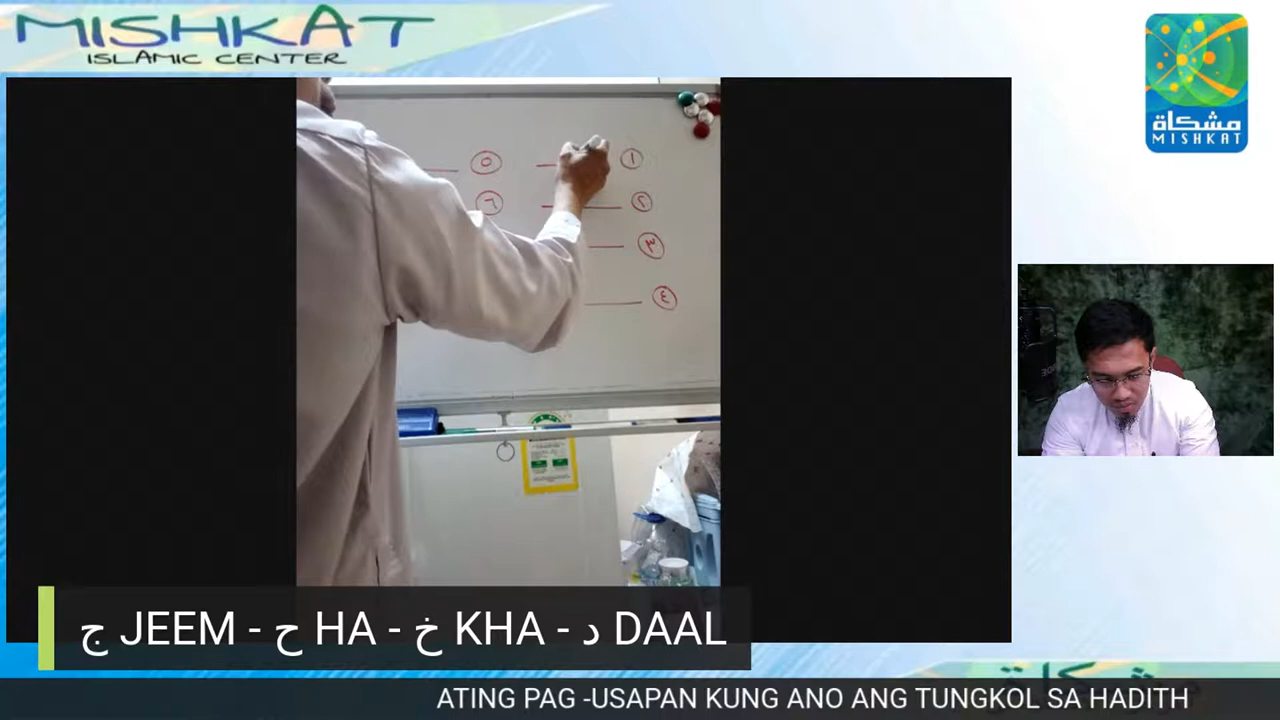 MISHKAT
ISLAMIC CENTER
مشكاة
MISHKAT
٥ ١
٦ ٢
٣
٤
ج JEEM - ح HA - خ KHA - د DAAL
ATING PAG -USAPAN KUNG ANO ANG TUNGKOL SA HADITH